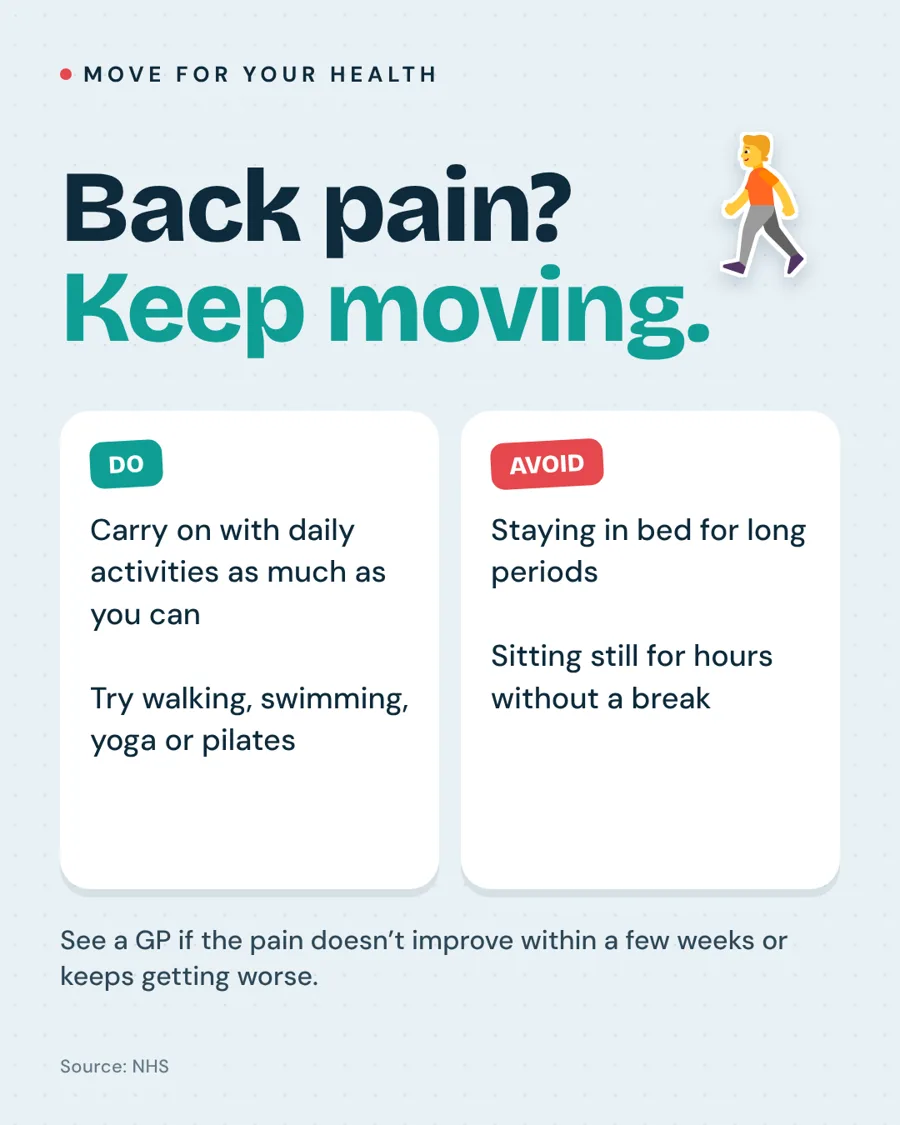 MOVE FOR YOUR HEALTH
Back pain?
Keep moving.
DO
Carry on with daily
activities as much as
you can
Try walking, swimming,
yoga or pilates
AVOID
Staying in bed for long
periods
Sitting still for hours
without a break
See a GP if the pain doesn’t improve within a few weeks or
keeps getting worse.
Source: NHS